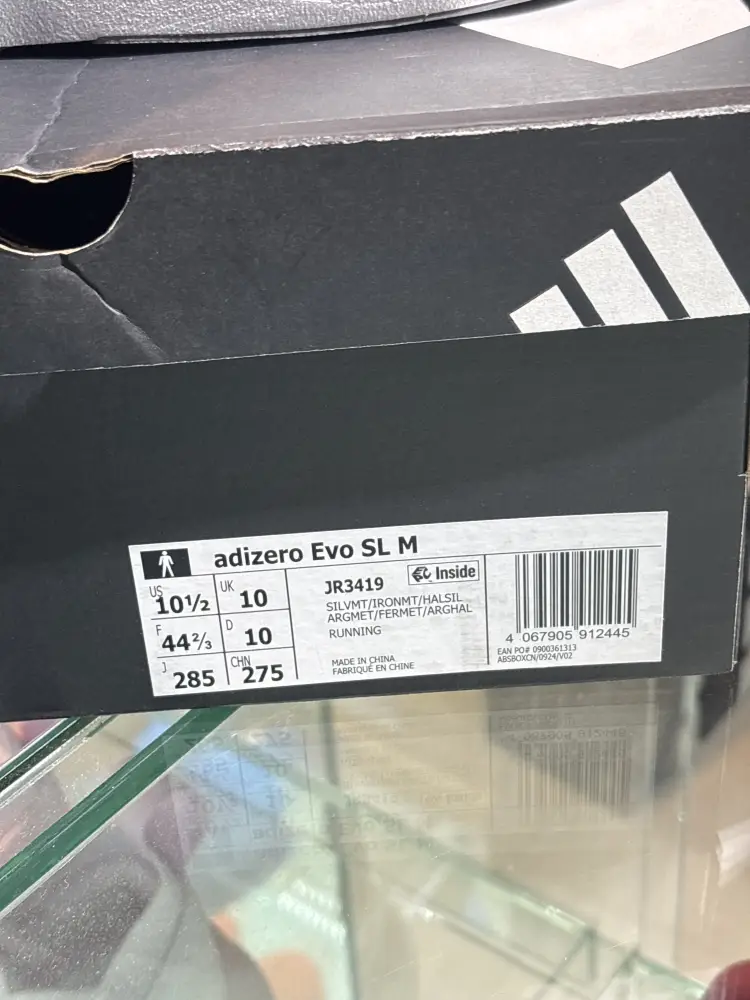 adizero Evo SL M
US 10½ UK 10
F 44⅔ D 10
J 285 CHN 275
JR3419
Inside
SILVMT/IRONMT/HALSIL
ARGMET/FERMET/ARGHAL
RUNNING
MADE IN CHINA
FABRIQUÉ EN CHINE
4 067905 912445
EAN PO# 0900361313
ABSBOXCN/0924/V02